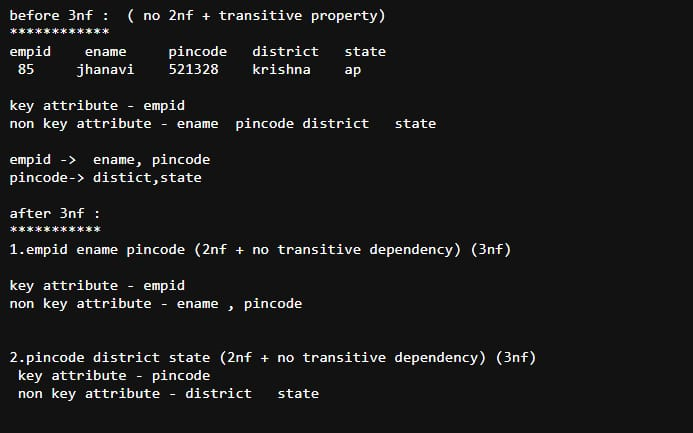 before 3nf :  ( no 2nf + transitive property)
************
empid    ename     pincode   district    state
 85     jhanavi    521328    krishna    ap
key attribute - empid
non key attribute - ename  pincode district   state
empid ->  ename, pincode
pincode-> distict,state
after 3nf :
***********
1.empid ename pincode (2nf + no transitive dependency) (3nf)
key attribute - empid
non key attribute - ename , pincode
2.pincode district state (2nf + no transitive dependency) (3nf)
 key attribute - pincode
 non key attribute - district   state